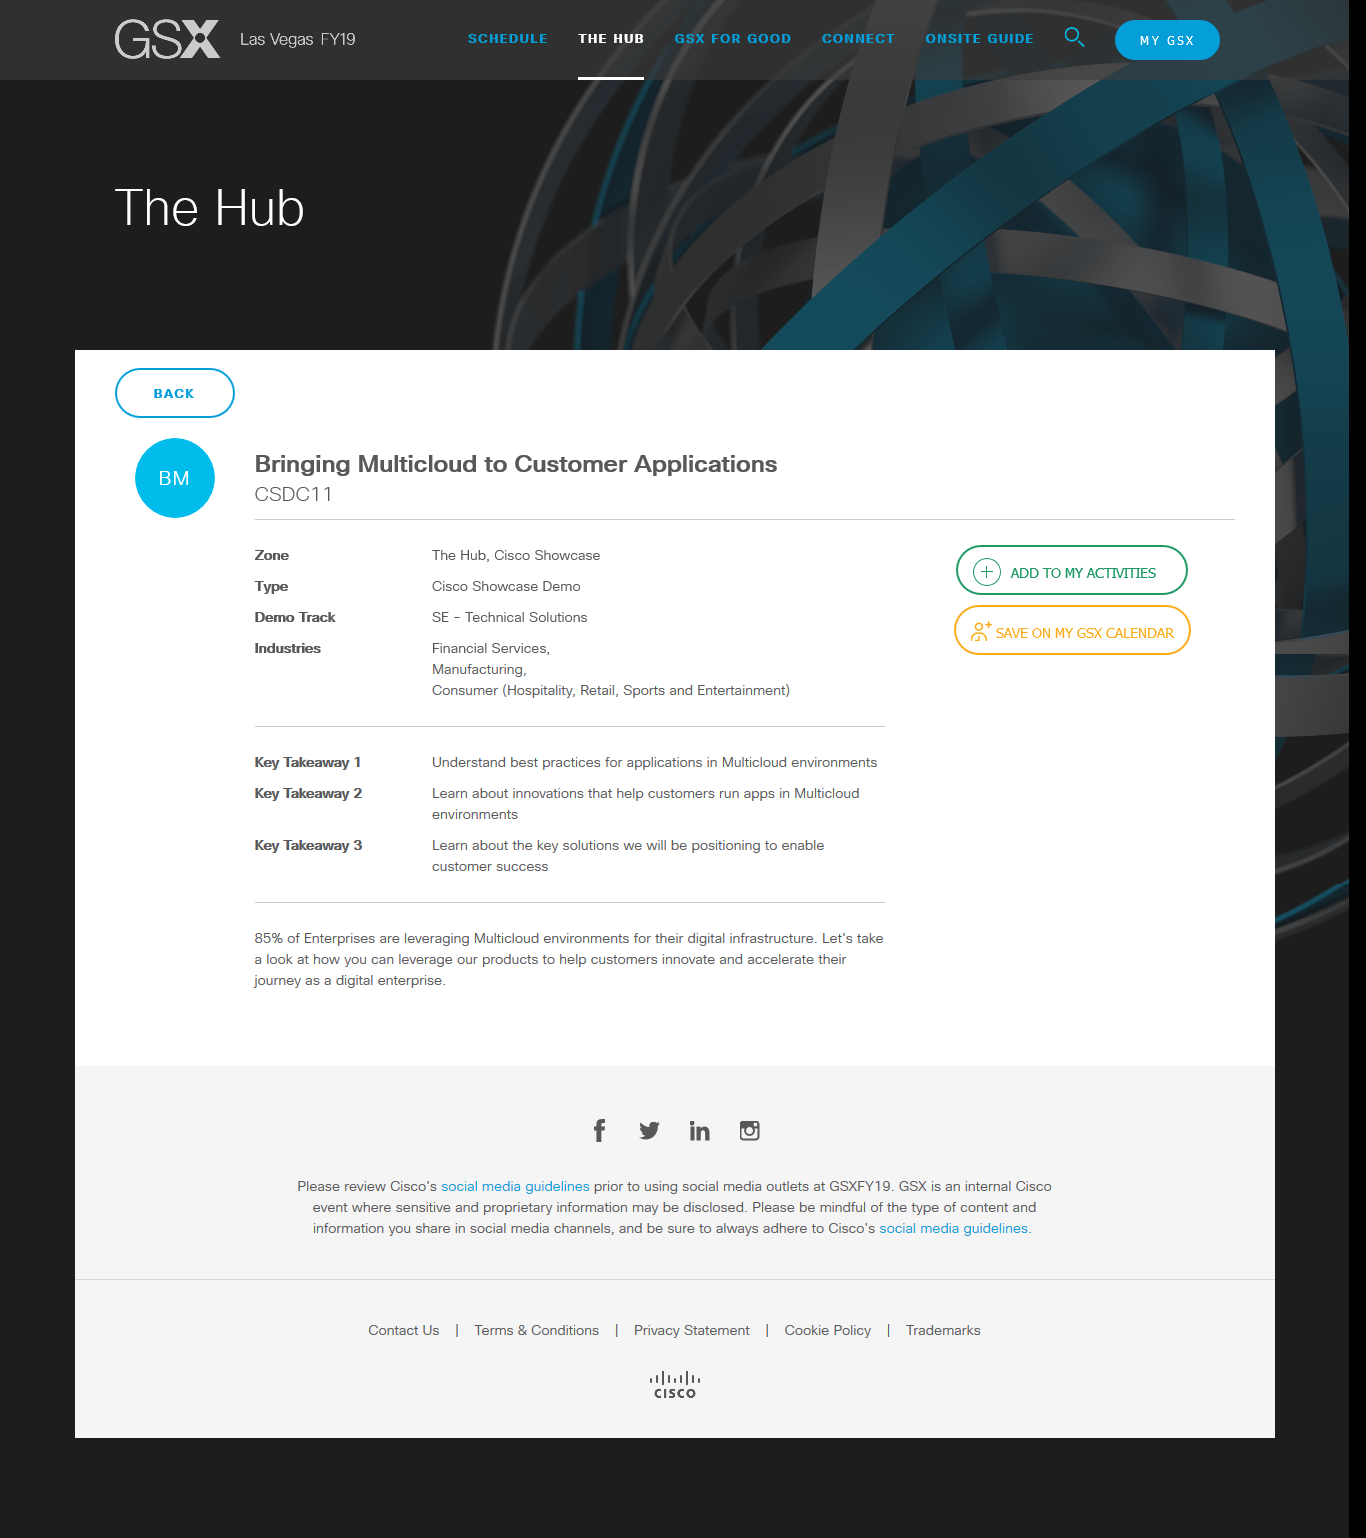 GSX Las Vegas FY19
SCHEDULE THE HUB GSX FOR GOOD CONNECT ONSITE GUIDE MY GSX
The Hub
BACK
BM
Bringing Multicloud to Customer Applications
CSDC11
Zone The Hub, Cisco Showcase
Type Cisco Showcase Demo
Demo Track SE - Technical Solutions
Industries Financial Services,
Manufacturing,
Consumer (Hospitality, Retail, Sports and Entertainment)
ADD TO MY ACTIVITIES
SAVE ON MY GSX CALENDAR
Key Takeaway 1 Understand best practices for applications in Multicloud environments
Key Takeaway 2 Learn about innovations that help customers run apps in Multicloud
environments
Key Takeaway 3 Learn about the key solutions we will be positioning to enable
customer success
85% of Enterprises are leveraging Multicloud environments for their digital infrastructure. Let's take
a look at how you can leverage our products to help customers innovate and accelerate their
journey as a digital enterprise.
Please review Cisco's social media guidelines prior to using social media outlets at GSXFY19. GSX is an internal Cisco
event where sensitive and proprietary information may be disclosed. Please be mindful of the type of content and
information you share in social media channels, and be sure to always adhere to Cisco's social media guidelines.
Contact Us | Terms & Conditions | Privacy Statement | Cookie Policy | Trademarks
CISCO